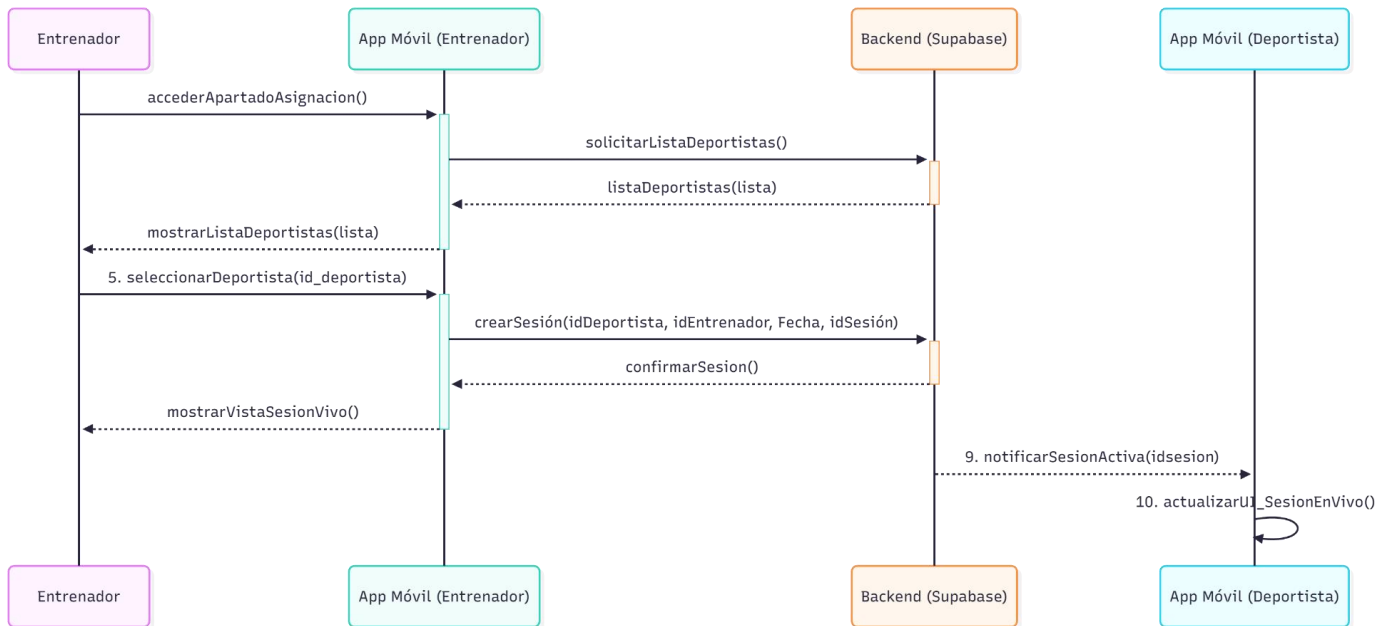 Entrenador
App Móvil (Entrenador)
Backend (Supabase)
App Móvil (Deportista)
accederApartadoAsignacion()
solicitarListaDeportistas()
listaDeportistas(lista)
mostrarListaDeportistas(lista)
5. seleccionarDeportista(id_deportista)
crearSesión(idDeportista, idEntrenador, Fecha, idSesión)
confirmarSesion()
mostrarVistaSesionVivo()
9. notificarSesionActiva(idsesion)
10. actualizarUI_SesionEnVivo()
Entrenador
App Móvil (Entrenador)
Backend (Supabase)
App Móvil (Deportista)